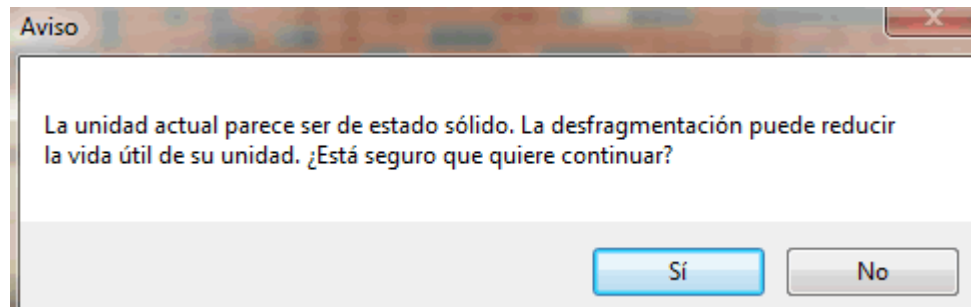 Aviso
La unidad actual parece ser de estado sólido. La desfragmentación puede reducir
la vida útil de su unidad. ¿Está seguro que quiere continuar?
Sí No